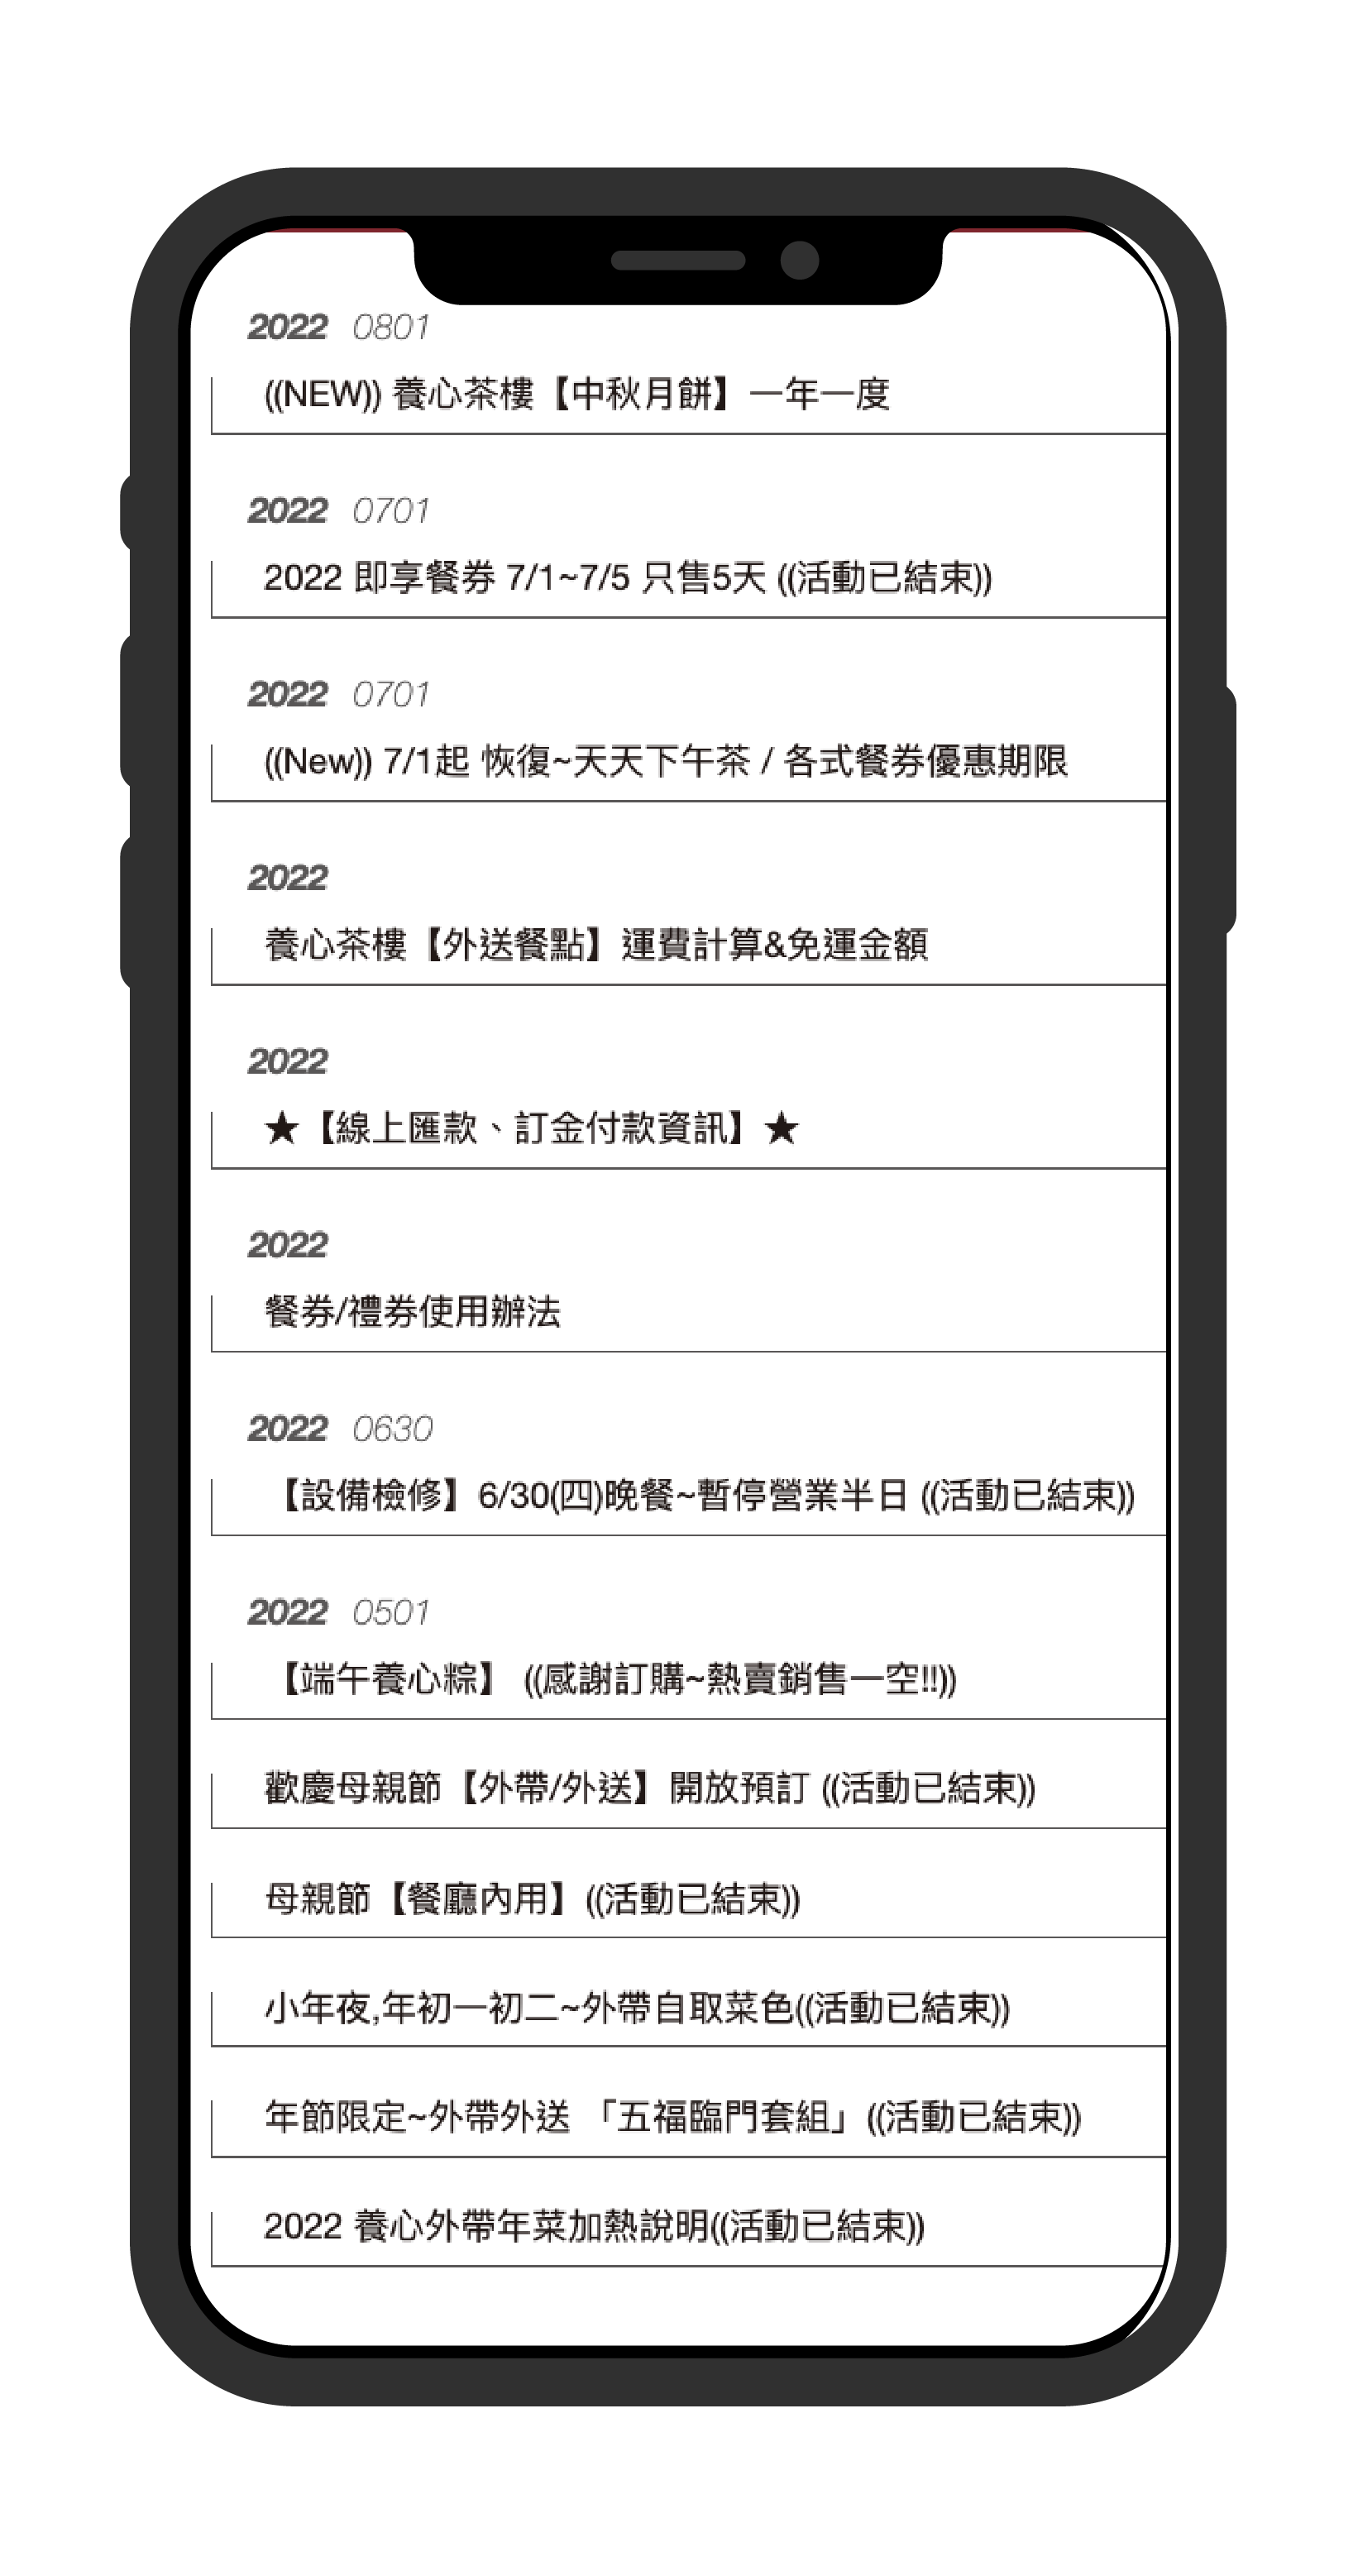 2022 0801
((NEW)) 養心茶樓【中秋月餅】一年一度
2022 0701
2022 即享餐券 7/1~7/5 只售5天 ((活動已結束))
2022 0701
((New)) 7/1起 恢復~天天下午茶 / 各式餐券優惠期限
2022
養心茶樓【外送餐點】運費計算&免運金額
2022
★【線上匯款、訂金付款資訊】★
2022
餐券/禮券使用辦法
2022 0630
【設備檢修】6/30(四)晚餐~暫停營業半日 ((活動已結束))
2022 0501
【端午養心粽】 ((感謝訂購~熱賣銷售一空!!))
歡慶母親節【外帶/外送】開放預訂 ((活動已結束))
母親節【餐廳內用】((活動已結束))
小年夜,年初一初二~外帶自取菜色((活動已結束))
年節限定~外帶外送 「五福臨門套組」((活動已結束))
2022 養心外帶年菜加熱說明((活動已結束))